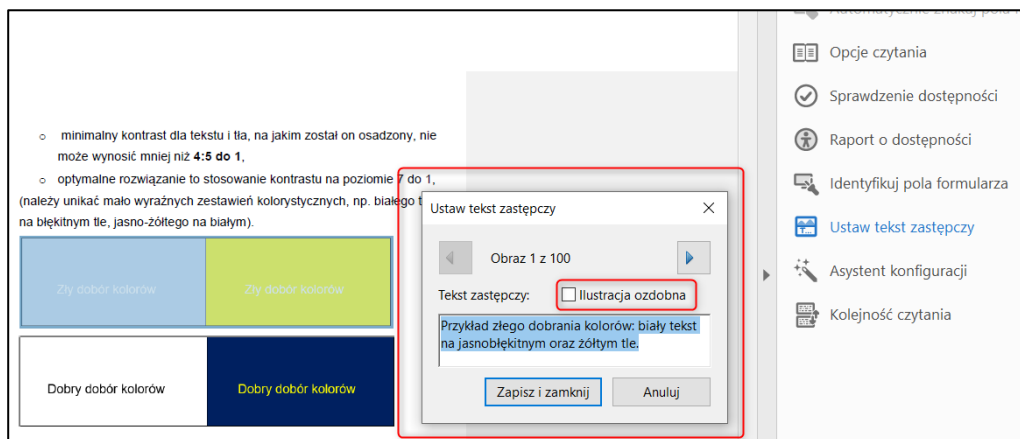 Automatycznie znakuj pola
o minimalny kontrast dla tekstu i tła, na jakim został on osadzony, nie
może wynosić mniej niż 4:5 do 1,
o optymalne rozwiązanie to stosowanie kontrastu na poziomie 7 do 1,
(należy unikać mało wyraźnych zestawień kolorystycznych, np. białego
na błękitnym tle, jasno-żółtego na białym).
Zły dobór kolorów
Zły dobór kolorów
Dobry dobór kolorów
Dobry dobór kolorów
Ustaw tekst zastępczy
Obraz 1 z 100
Tekst zastępczy:
Ilustracja ozdobna
Przykład złego dobrania kolorów: biały tekst
na jasnobłękitnym oraz żółtym tle.
Zapisz i zamknij
Anuluj
Opcje czytania
Sprawdzenie dostępności
Raport o dostępności
Identyfikuj pola formularza
Ustaw tekst zastępczy
Asystent konfiguracji
Kolejność czytania